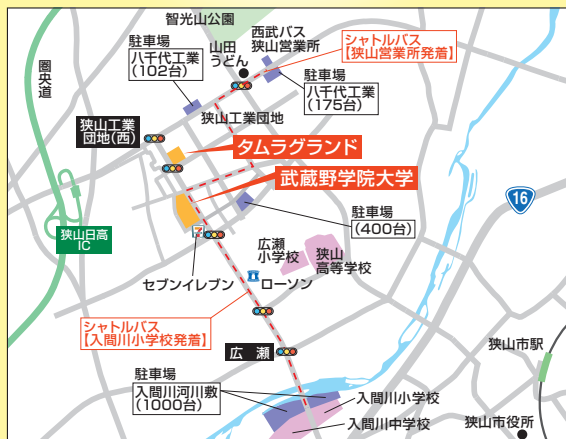 智光山公園
西武バス
狭山営業所
シャトルバス
【狭山営業所発着】
駐車場
八千代工業
(102台)
山田
うどん
駐車場
八千代工業
(175台)
圏央道
狭山工業団地
狭山工業
団地(西)
タムラグランド
武蔵野学院大学
16
駐車場
(400台)
狭山日高
IC
広瀬
小学校
狭山
高等学校
7
セブンイレブン
ローソン
シャトルバス
【入間川小学校発着】
広瀬
狭山市駅
駐車場
入間川河川敷
(1000台)
入間川小学校
入間川中学校
狭山市役所